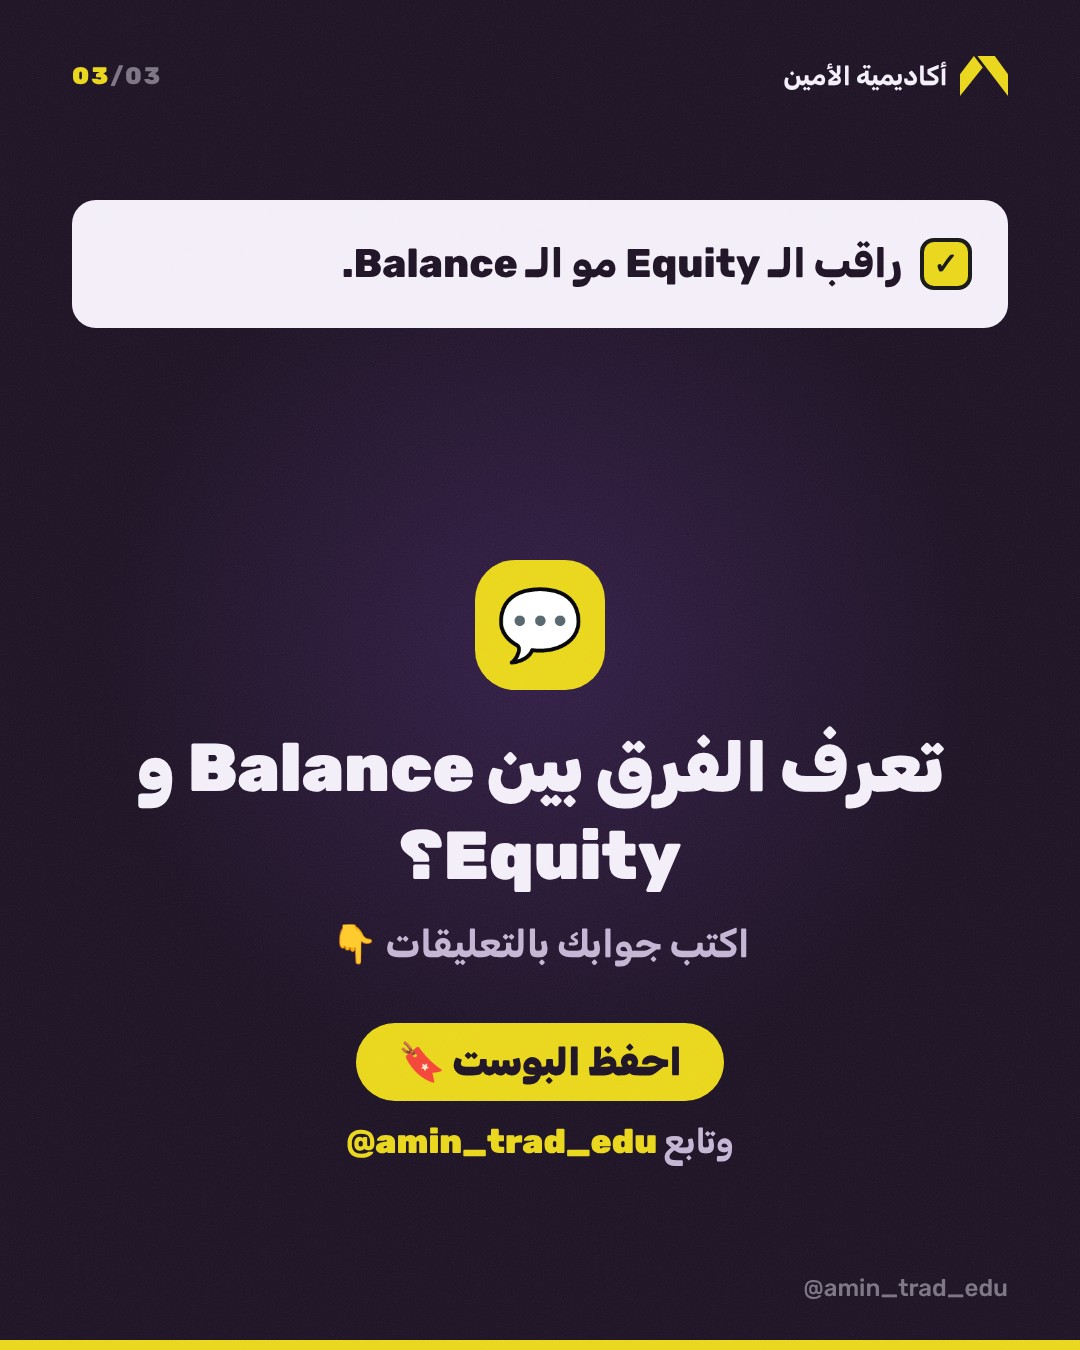 أكاديمية الأمين
03/03
✓ راقب الـ Equity مو الـ Balance.
تعرف الفرق بين Balance و
Equity؟
اكتب جوابك بالتعليقات 👇
احفظ البوست 🔖
وتابع @amin_trad_edu
@amin_trad_edu